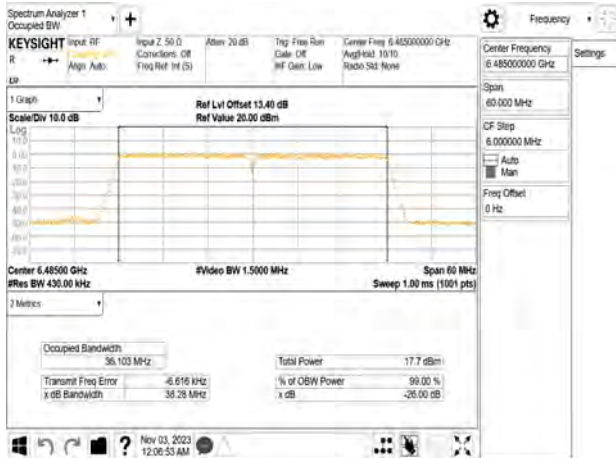 Spectrum Analyzer 1
Occupied BW
+
Frequency
KEYSIGHT
R
Input: RF
Align: Auto
Input Z: 50 Ω
Corrections: Off
Freq Ref: Int (S)
Atten: 20 dB
Trig: Free Run
Gate: Off
#IF Gain: Low
Center Freq: 6.485000000 GHz
Avg|Hold: 10/10
Radio Std: None
Center Frequency
6.485000000 GHz
Settings
Span
60.000 MHz
CF Step
6.000000 MHz
Auto
Man
Freq Offset
0 Hz
1 Graph
Scale/Div 10.0 dB
Ref Lvl Offset 13.40 dB
Ref Value 20.00 dBm
Log
10.0
0.00
Center 6.48500 GHz
#Res BW 430.00 kHz
#Video BW 1.5000 MHz
Span 60 MHz
Sweep 1.00 ms (1001 pts)
2 Metrics
Occupied Bandwidth
36.103 MHz
Total Power 17.7 dBm
Transmit Freq Error -6.616 kHz
% of OBW Power 99.00 %
x dB Bandwidth 38.28 MHz
x dB -26.00 dB
?
Nov 03, 2023
12:06:53 AM